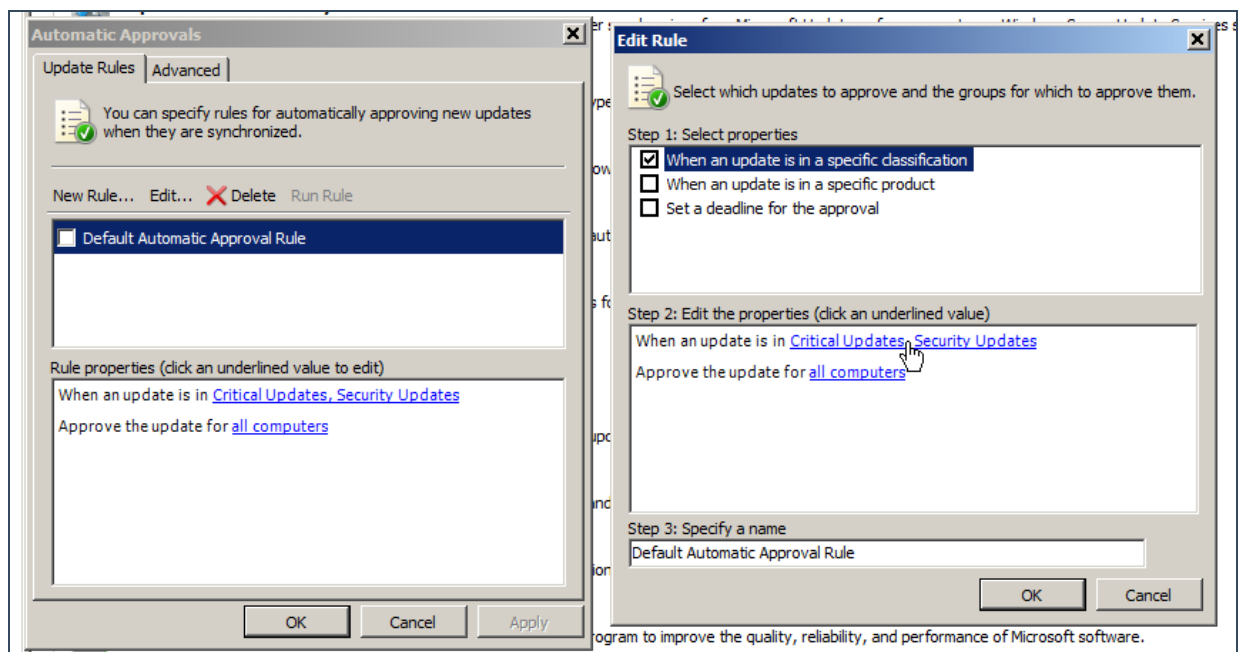 Automatic Approvals
Update Rules
Advanced
You can specify rules for automatically approving new updates
when they are synchronized.
New Rule... Edit... Delete Run Rule
Default Automatic Approval Rule
Rule properties (click an underlined value to edit)
When an update is in Critical Updates, Security Updates
Approve the update for all computers
OK Cancel Apply
Edit Rule
Select which updates to approve and the groups for which to approve them.
Step 1: Select properties
When an update is in a specific classification
When an update is in a specific product
Set a deadline for the approval
Step 2: Edit the properties (click an underlined value)
When an update is in Critical Updates, Security Updates
Approve the update for all computers
Step 3: Specify a name
Default Automatic Approval Rule
OK Cancel
rogram to improve the quality, reliability, and performance of Microsoft software.